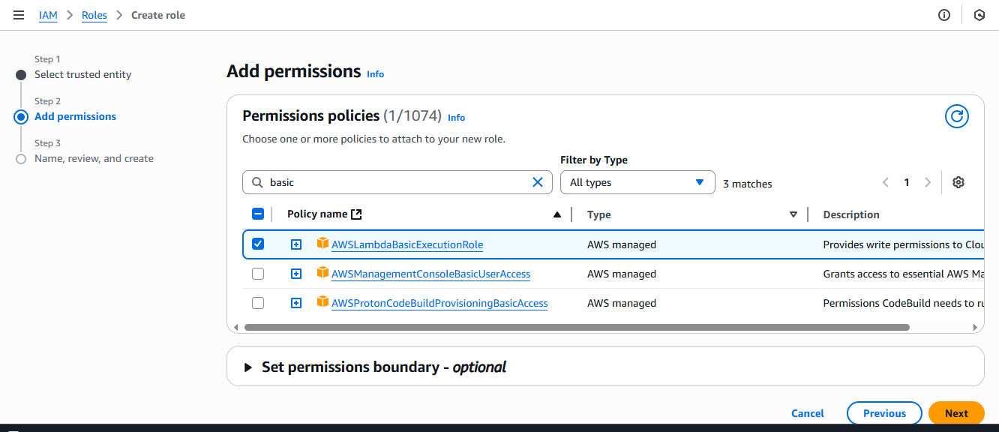 IAM > Roles > Create role
Step 1
Select trusted entity
Step 2
Add permissions
Step 3
Name, review, and create
Add permissions Info
Permissions policies (1/1074) Info
Choose one or more policies to attach to your new role.
Filter by Type
basic All types 3 matches 1
Policy name Type Description
AWSLambdaBasicExecutionRole AWS managed Provides write permissions to Clou
AWSManagementConsoleBasicUserAccess AWS managed Grants access to essential AWS Ma
AWSProtonCodeBuildProvisioningBasicAccess AWS managed Permissions CodeBuild needs to ru
Set permissions boundary - optional
Cancel Previous Next